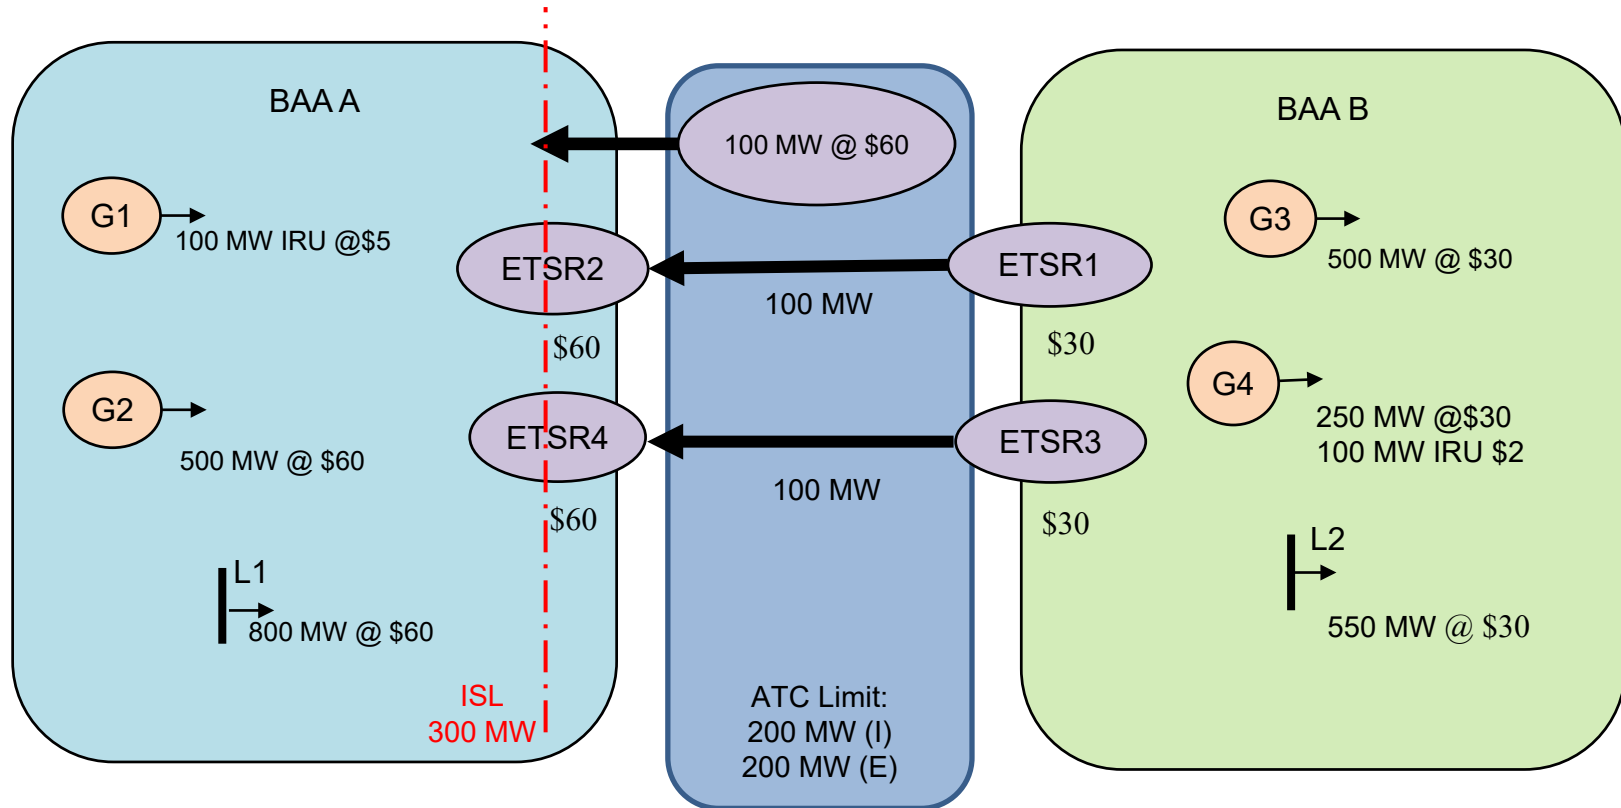 BAA A
G1
100 MW IRU @$5
G2
500 MW @ $60
L1
800 MW @ $60
ISL
300 MW
ETSR2
$60
ETSR4
$60
100 MW @ $60
100 MW
100 MW
ATC Limit:
200 MW (I)
200 MW (E)
BAA B
ETSR1
$30
ETSR3
$30
G3
500 MW @ $30
G4
250 MW @$30
100 MW IRU $2
L2
550 MW @ $30